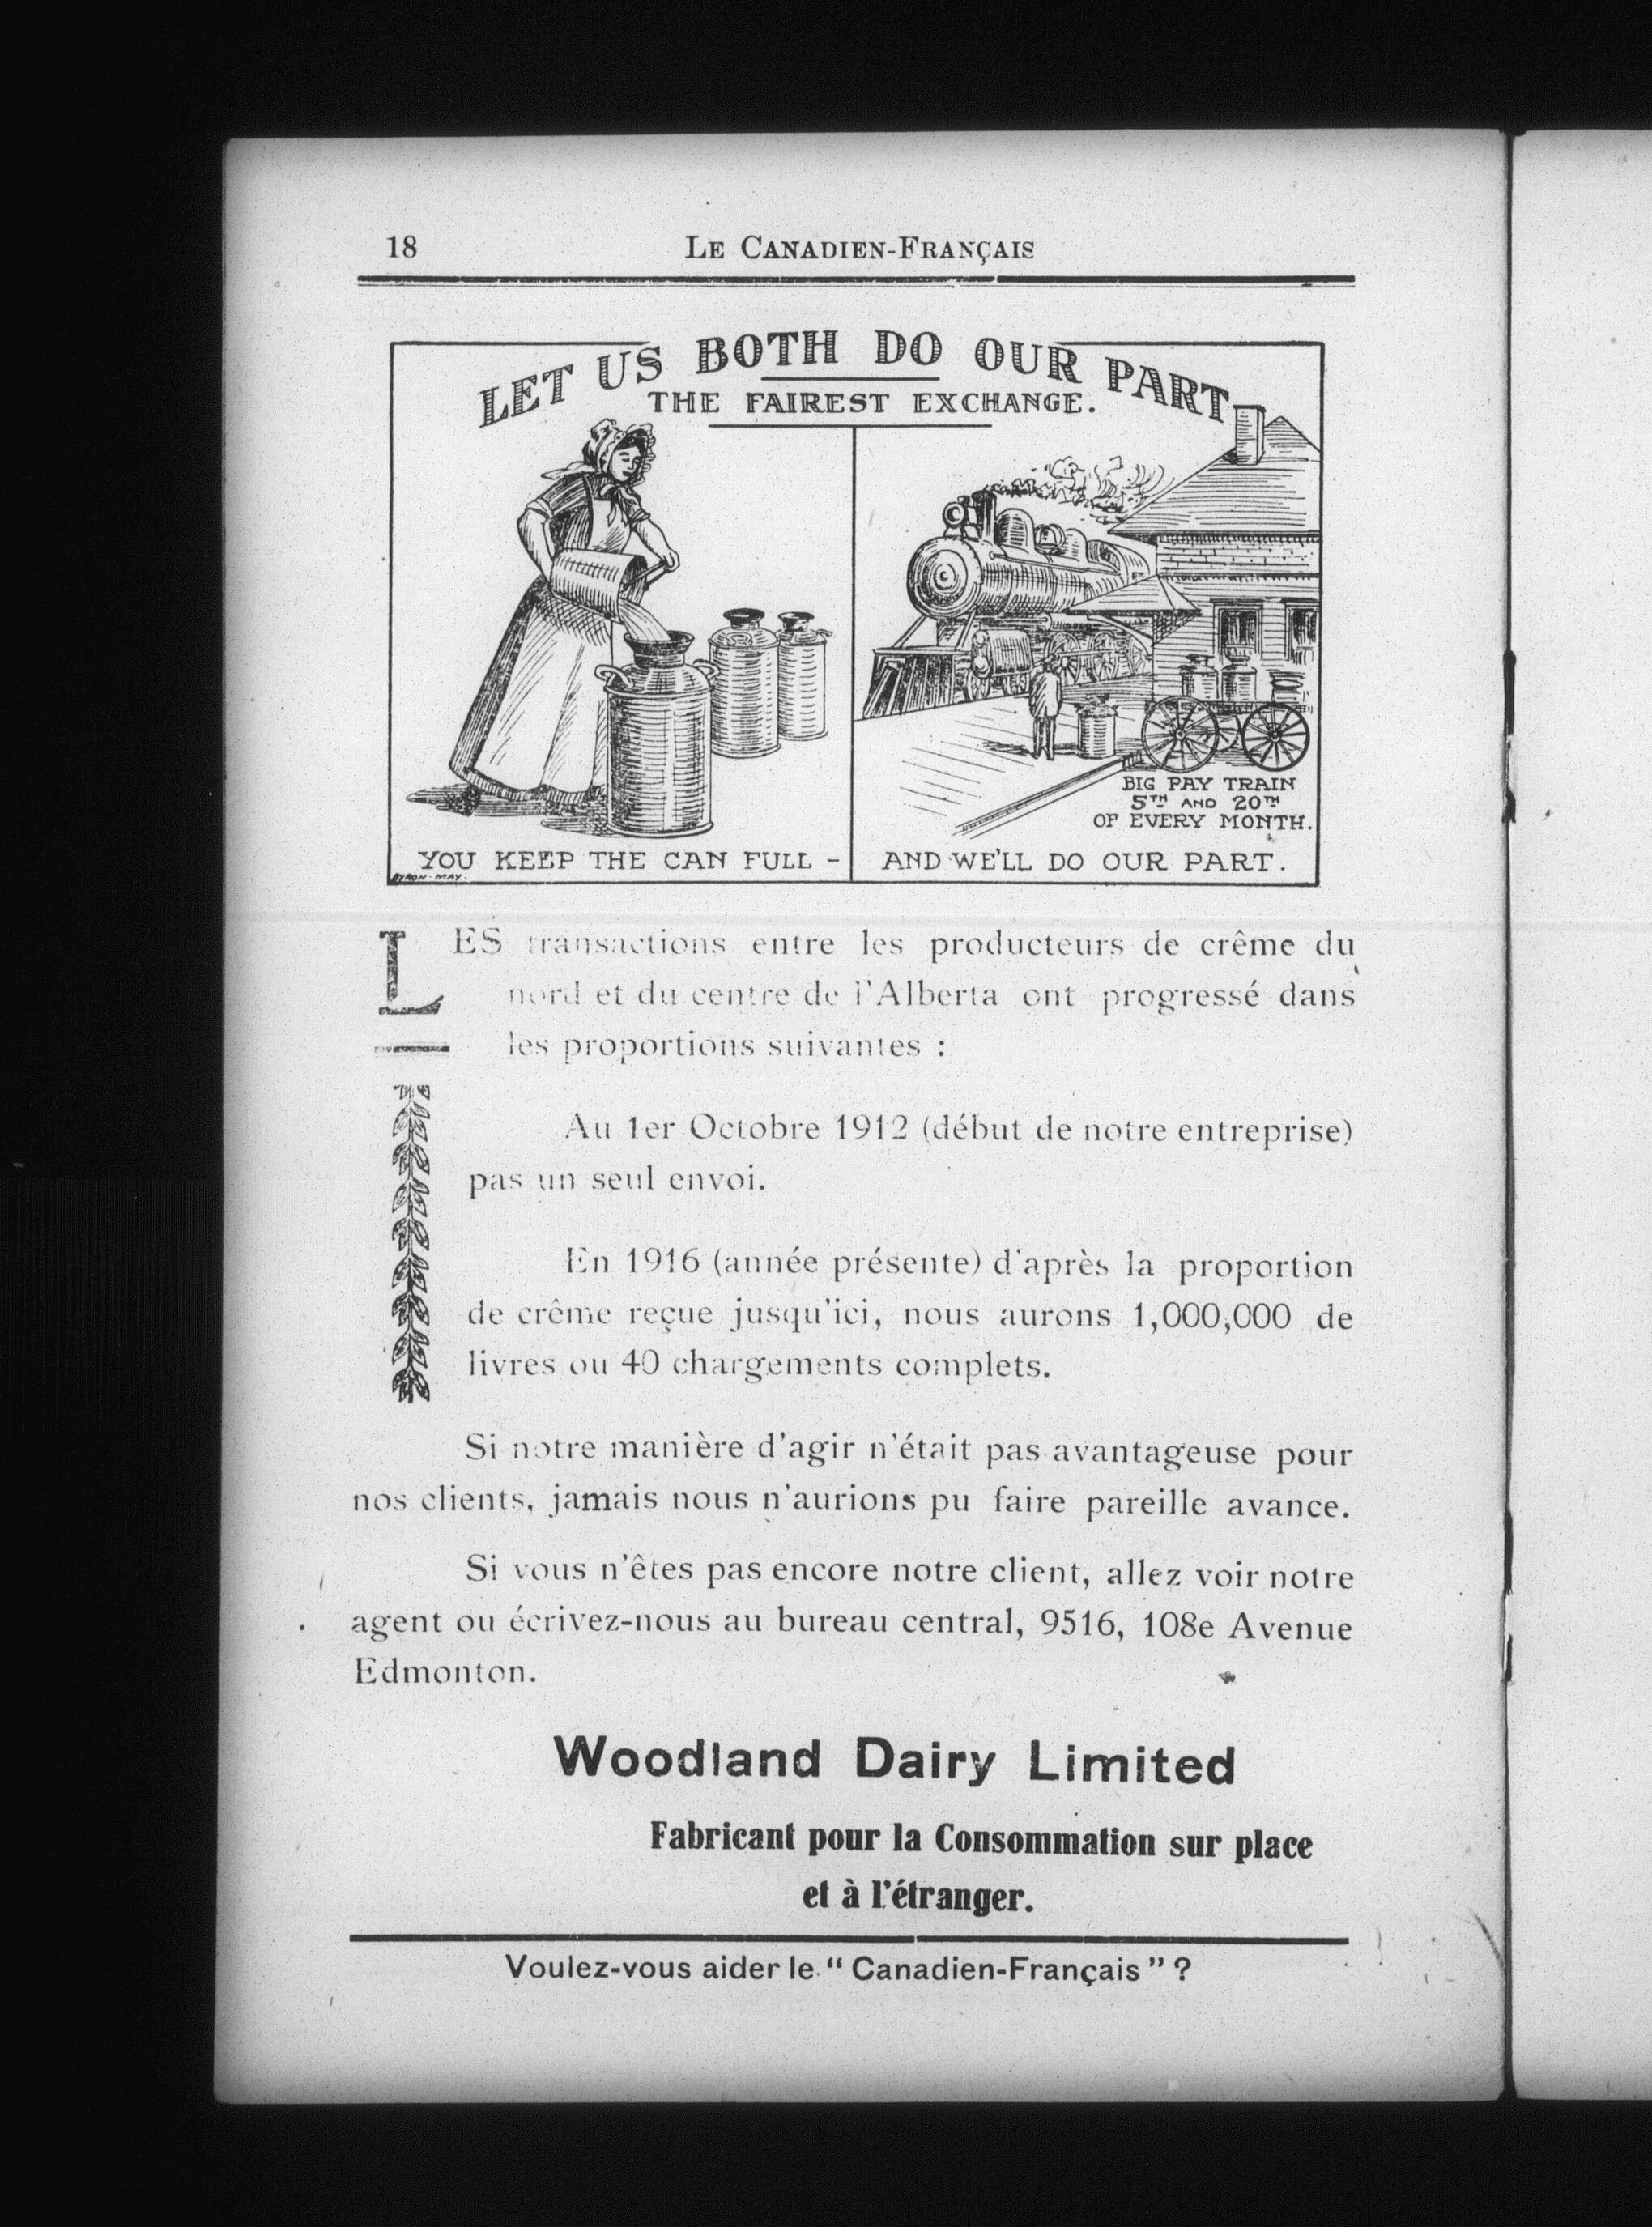 18
LE CANADIEN-FRANÇAIS
LET US BOTH DO OUR PART
THE FAIREST EXCHANGE.
BIG PAY TRAIN
5TH AND 20TH
OF EVERY MONTH.
YOU KEEP THE CAN FULL -
AND WE'LL DO OUR PART.
BYRON-MAY.
LES transactions entre les producteurs de crême du
nord et du centre de l'Alberta ont progressé dans
les proportions suivantes :
Au 1er Octobre 1912 (début de notre entreprise)
pas un seul envoi.
En 1916 (année présente) d'après la proportion
de crême reçue jusqu'ici, nous aurons 1,000,000 de
livres ou 40 chargements complets.
Si notre manière d'agir n'était pas avantageuse pour
nos clients, jamais nous n'aurions pu faire pareille avance.
Si vous n'êtes pas encore notre client, allez voir notre
agent ou écrivez-nous au bureau central, 9516, 108e Avenue
Edmonton.
Woodland Dairy Limited
Fabricant pour la Consommation sur place
et à l'étranger.
Voulez-vous aider le "Canadien-Français" ?